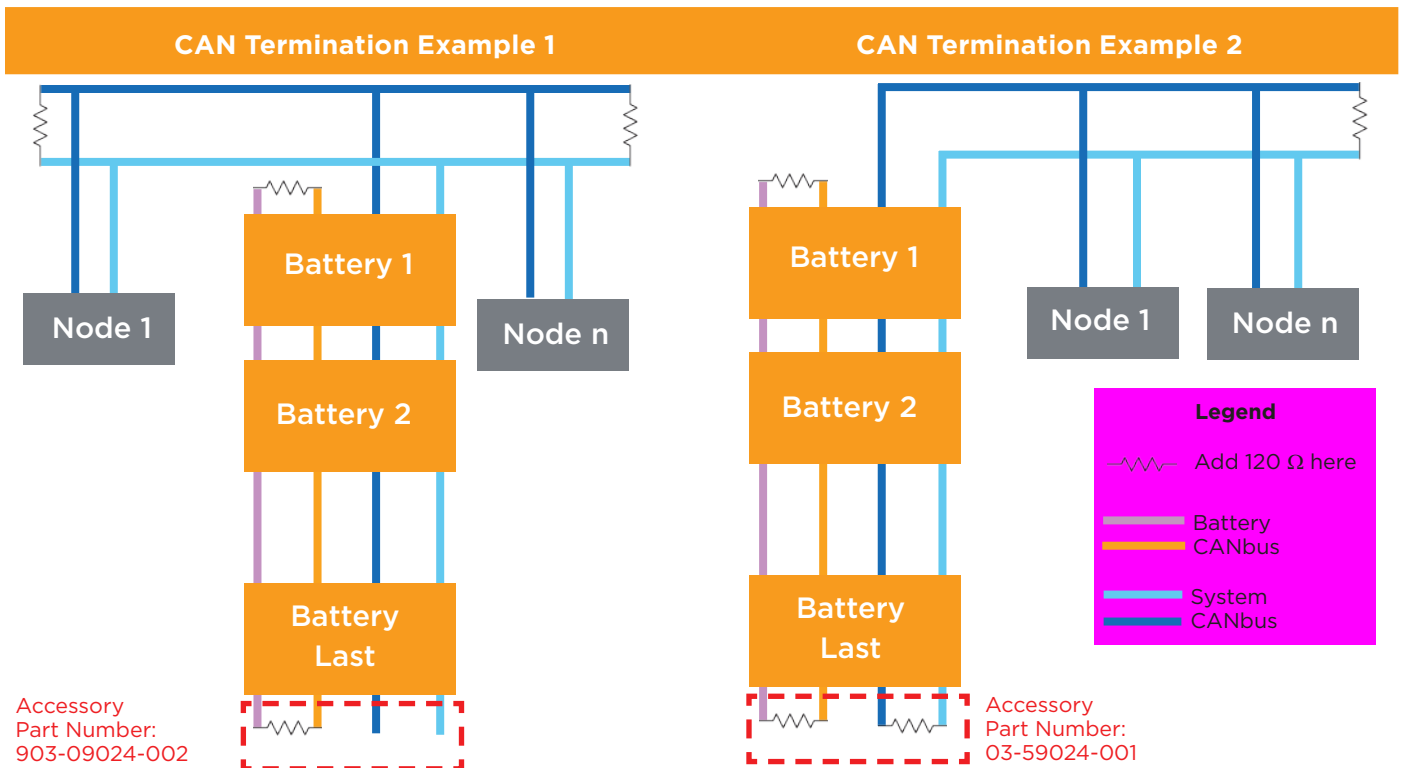 CAN Termination Example 1
CAN Termination Example 2
Battery 1
Node 1
Node n
Battery 2
Battery
Last
Accessory
Part Number:
903-09024-002
Battery 1
Node 1
Node n
Battery 2
Battery
Last
Accessory
Part Number:
03-59024-001
Legend
Add 120 Ω here
Battery
CANbus
System
CANbus